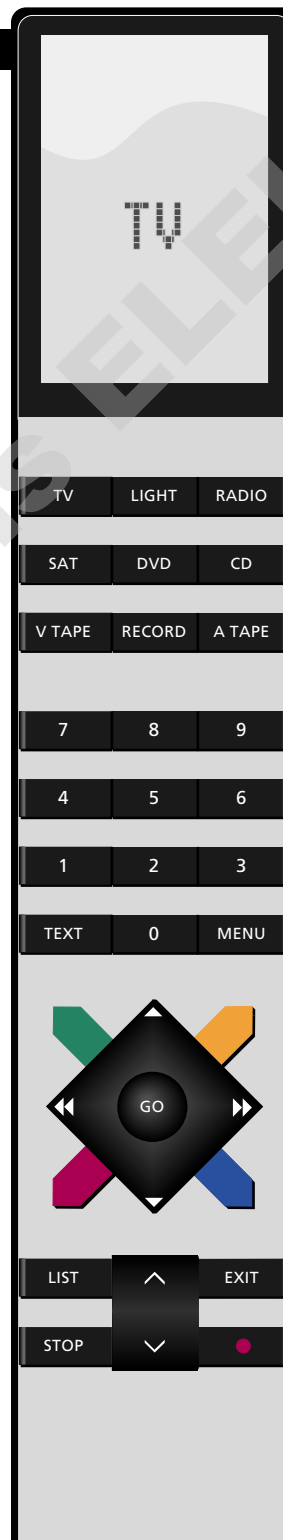 TV
TV LIGHT RADIO
SAT DVD CD
V TAPE RECORD A TAPE
7 8 9
4 5 6
1 2 3
TEXT 0 MENU
GO
LIST EXIT
STOP